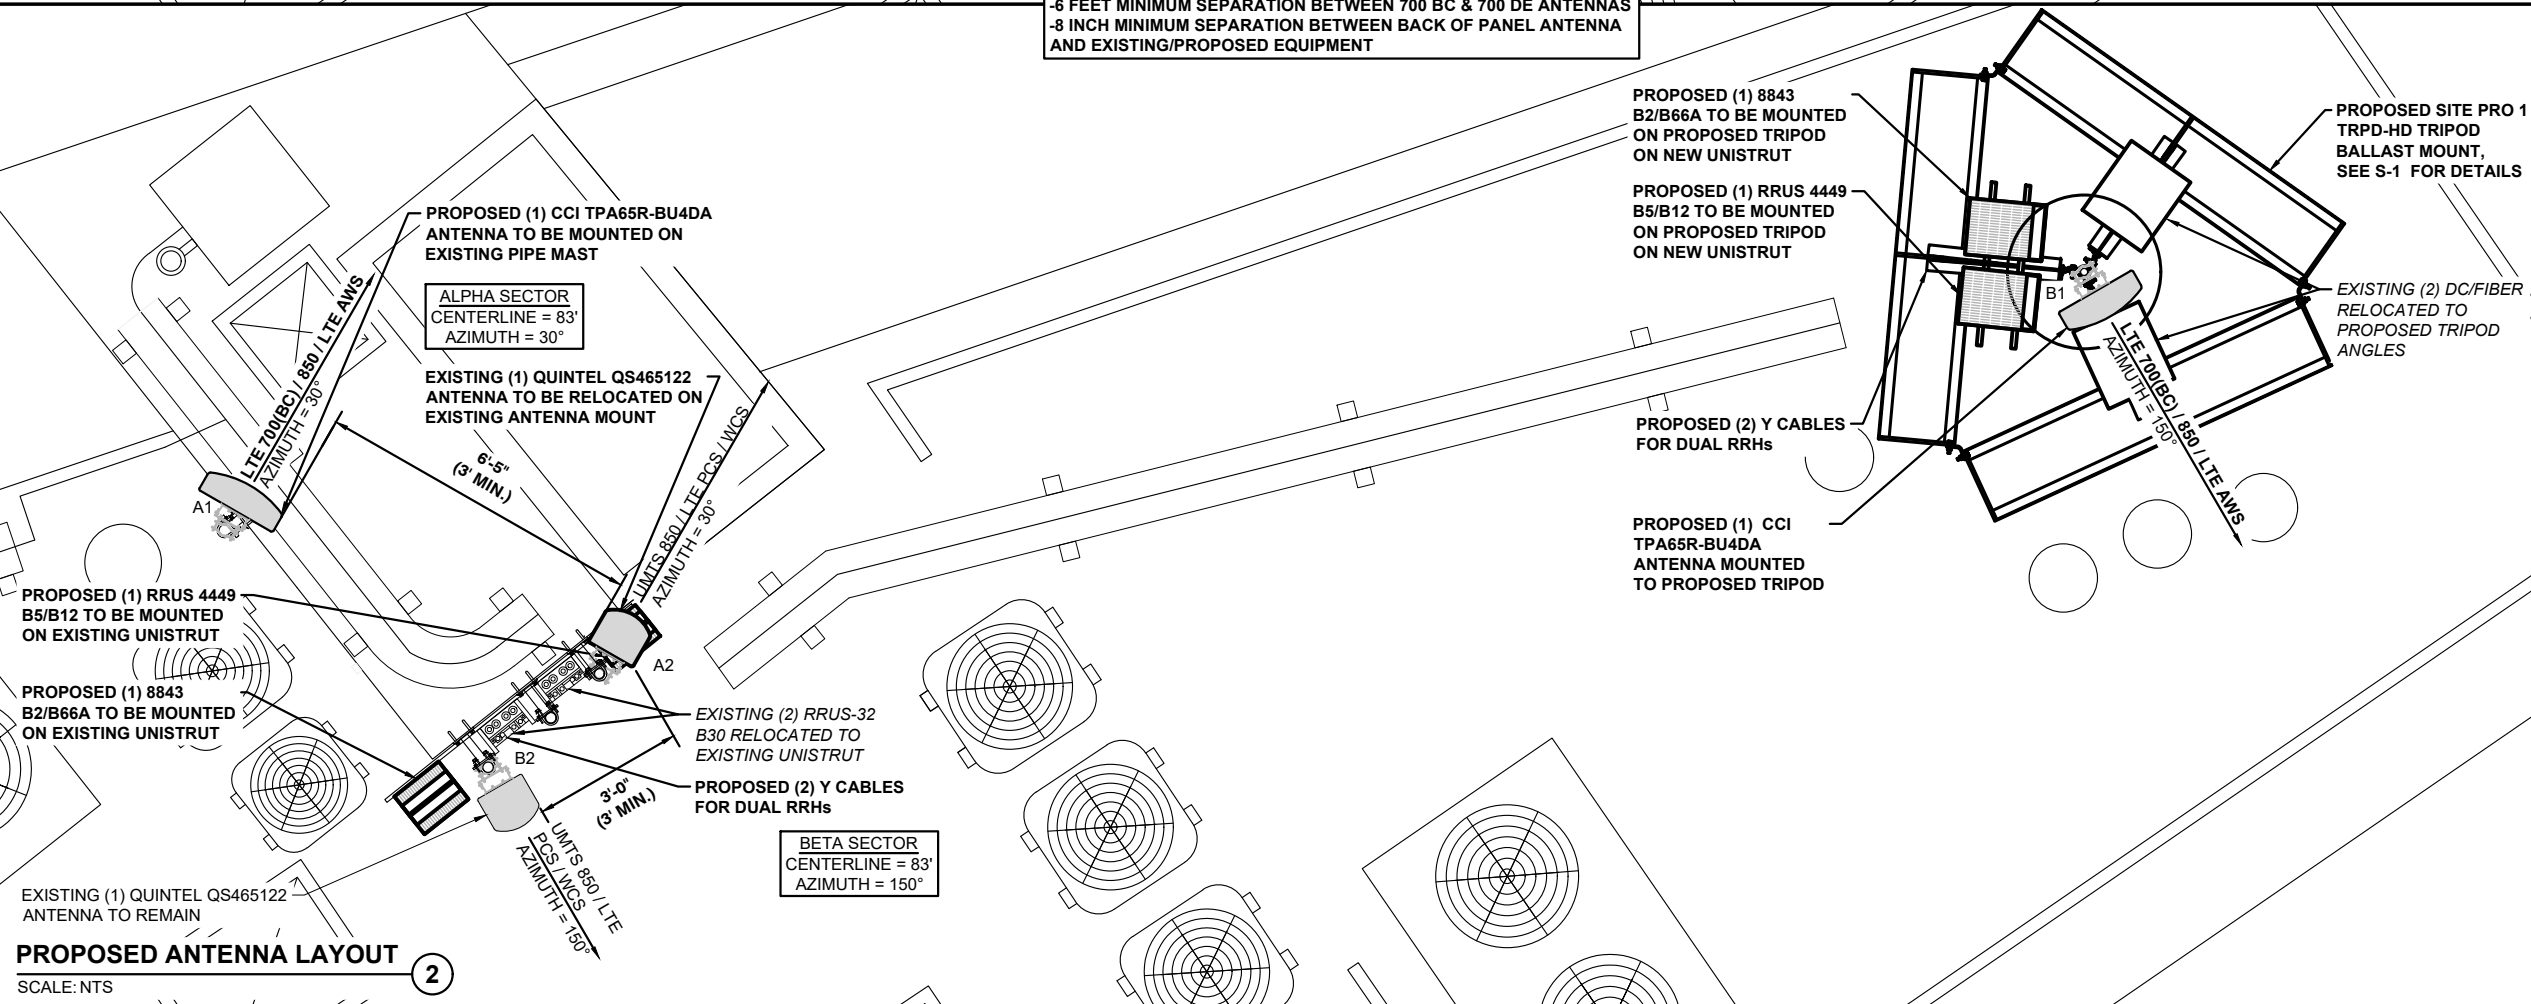 -6 FEET MINIMUM SEPARATION BETWEEN 700 BC & 700 DE ANTENNAS
-8 INCH MINIMUM SEPARATION BETWEEN BACK OF PANEL ANTENNA
AND EXISTING/PROPOSED EQUIPMENT
PROPOSED (1) CCI TPA65R-BU4DA
ANTENNA TO BE MOUNTED ON
EXISTING PIPE MAST
ALPHA SECTOR
CENTERLINE = 83'
AZIMUTH = 30°
EXISTING (1) QUINTEL QS465122
ANTENNA TO BE RELOCATED ON
EXISTING ANTENNA MOUNT
LTE 700(BC) / 850 / LTE AWS
AZIMUTH = 30°
A1
6'-5"
(3' MIN.)
UMTS 850 / LTE PCS / WCS
AZIMUTH = 30°
A2
PROPOSED (1) RRUS 4449
B5/B12 TO BE MOUNTED
ON EXISTING UNISTRUT
PROPOSED (1) 8843
B2/B66A TO BE MOUNTED
ON EXISTING UNISTRUT
EXISTING (2) RRUS-32
B30 RELOCATED TO
EXISTING UNISTRUT
B2
PROPOSED (2) Y CABLES
FOR DUAL RRHs
3'-0"
(3' MIN.)
UMTS 850 / LTE
PCS / WCS
AZIMUTH = 150°
BETA SECTOR
CENTERLINE = 83'
AZIMUTH = 150°
EXISTING (1) QUINTEL QS465122
ANTENNA TO REMAIN
PROPOSED (1) 8843
B2/B66A TO BE MOUNTED
ON PROPOSED TRIPOD
ON NEW UNISTRUT
PROPOSED (1) RRUS 4449
B5/B12 TO BE MOUNTED
ON PROPOSED TRIPOD
ON NEW UNISTRUT
PROPOSED SITE PRO 1
TRPD-HD TRIPOD
BALLAST MOUNT,
SEE S-1 FOR DETAILS
B1
EXISTING (2) DC/FIBER
RELOCATED TO
PROPOSED TRIPOD
ANGLES
LTE 700(BC) / 850 / LTE AWS
AZIMUTH = 150°
PROPOSED (2) Y CABLES
FOR DUAL RRHs
PROPOSED (1) CCI
TPA65R-BU4DA
ANTENNA MOUNTED
TO PROPOSED TRIPOD
PROPOSED ANTENNA LAYOUT
2
SCALE: NTS